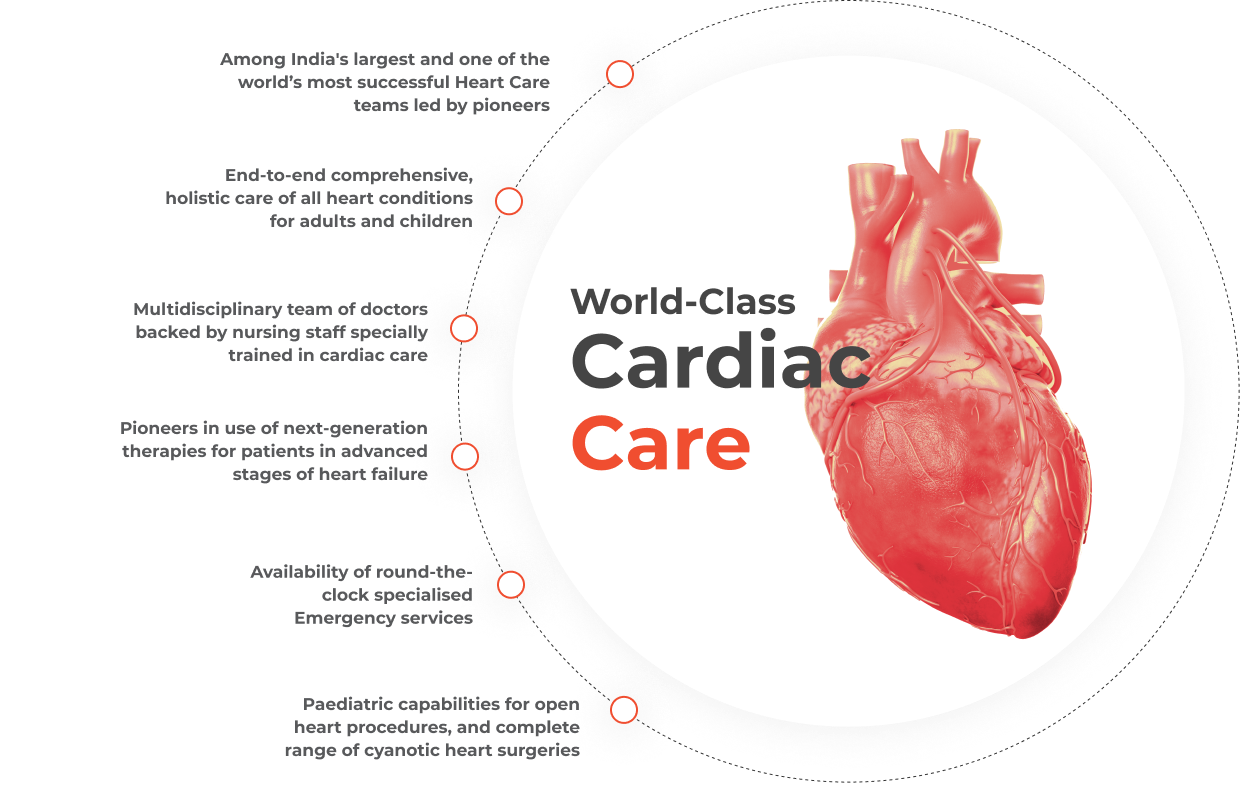 Among India's largest and one of the
world’s most successful Heart Care
teams led by pioneers
End-to-end comprehensive,
holistic care of all heart conditions
for adults and children
Multidisciplinary team of doctors
backed by nursing staff specially
trained in cardiac care
Pioneers in use of next-generation
therapies for patients in advanced
stages of heart failure
Availability of round-the-
clock specialised
Emergency services
Paediatric capabilities for open
heart procedures, and complete
range of cyanotic heart surgeries
World-Class
Cardiac
Care